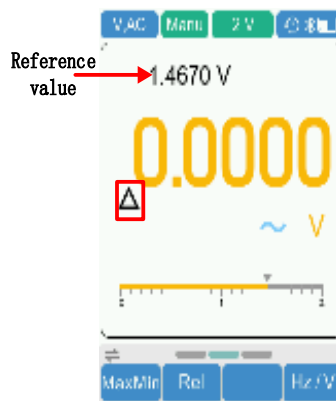 V,AC Manu 2 V
Reference
value
1.4670 V
0.0000
Δ
~ V
0 1 2
MaxMin Rel Hz/V